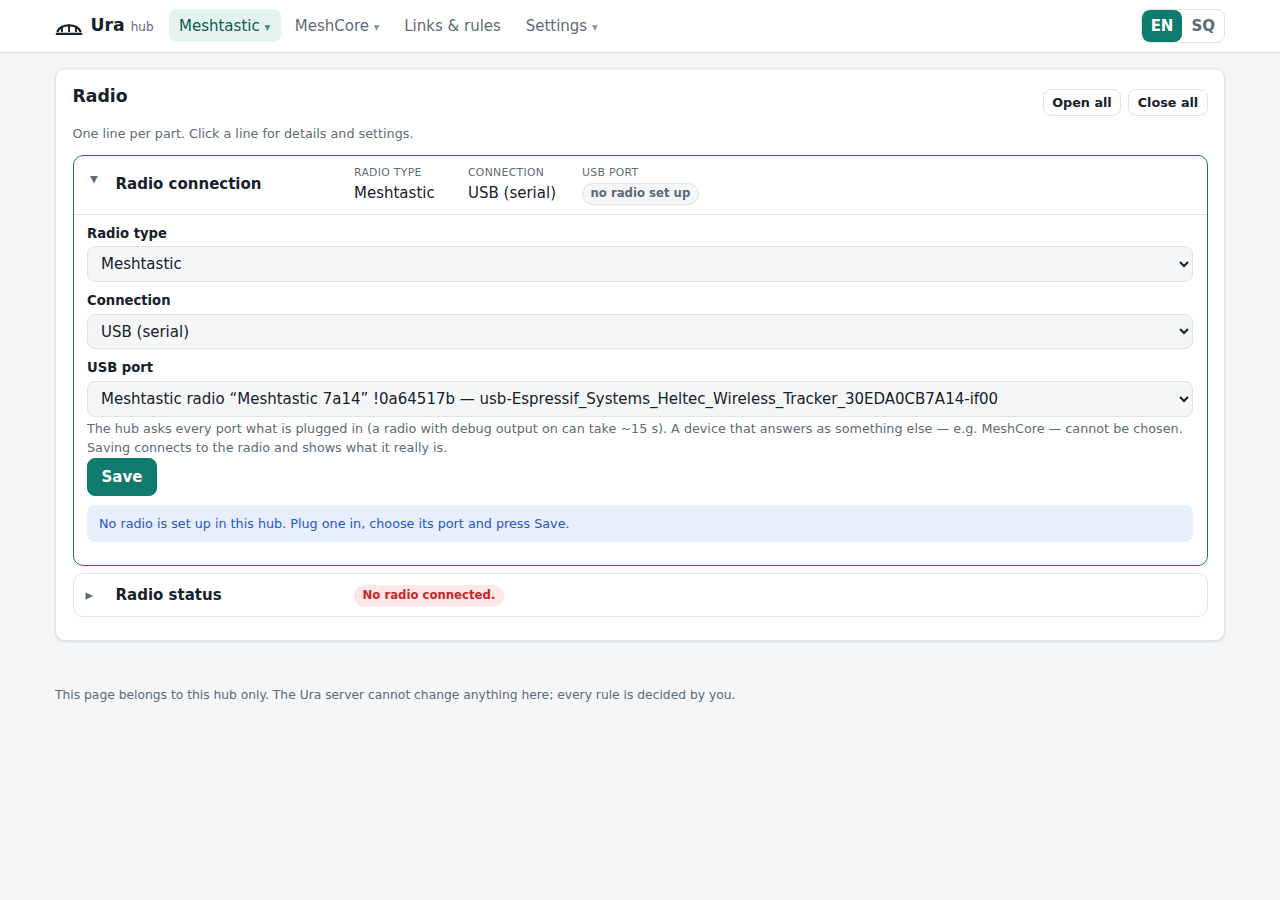 Ura hub Meshtastic ▾ MeshCore ▾ Links & rules Settings ▾ EN SQ
Radio
Open all Close all
One line per part. Click a line for details and settings.
▼ Radio connection
RADIO TYPE CONNECTION USB PORT
Meshtastic USB (serial) no radio set up
Radio type
Meshtastic
Connection
USB (serial)
USB port
Meshtastic radio “Meshtastic 7a14” !0a64517b — usb-Espressif_Systems_Heltec_Wireless_Tracker_30EDA0CB7A14-if00
The hub asks every port what is plugged in (a radio with debug output on can take ~15 s). A device that answers as something else — e.g. MeshCore — cannot be chosen.
Saving connects to the radio and shows what it really is.
Save
No radio is set up in this hub. Plug one in, choose its port and press Save.
► Radio status No radio connected.
This page belongs to this hub only. The Ura server cannot change anything here; every rule is decided by you.